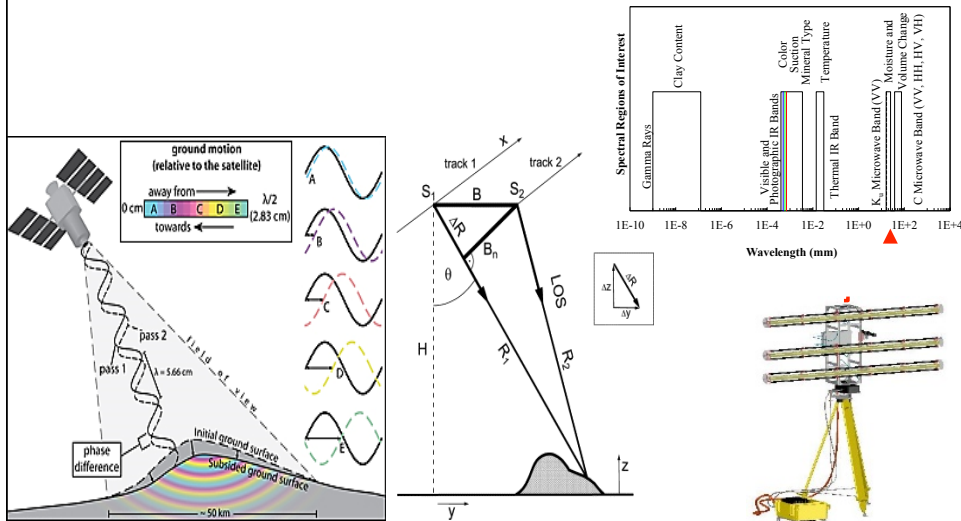 ground motion
(relative to the satellite)
away from
0 cm
A B C D E
λ/2
(2.83 cm)
towards
A
B
C
D
E
pass 2
pass 1
λ = 5.66 cm
field of view
phase
difference
Initial ground surface
Subsided ground surface
~ 50 km
x
track 1
track 2
S1
B
S2
ΔR
Bn
θ
LOS
H
R1
R2
z
y
ΔR
Δz
Δy
Spectral Regions of Interest
Gamma Rays
Clay Content
Visible and
Photographic IR Bands
Color
Suction
Mineral Type
Thermal IR Band
Temperature
Ku Microwave Band (VV)
Moisture and
Volume Change
C Microwave Band (VV, HH, HV, VH)
1E-10 1E-8 1E-6 1E-4 1E-2 1E+0 1E+2 1E+4
Wavelength (mm)